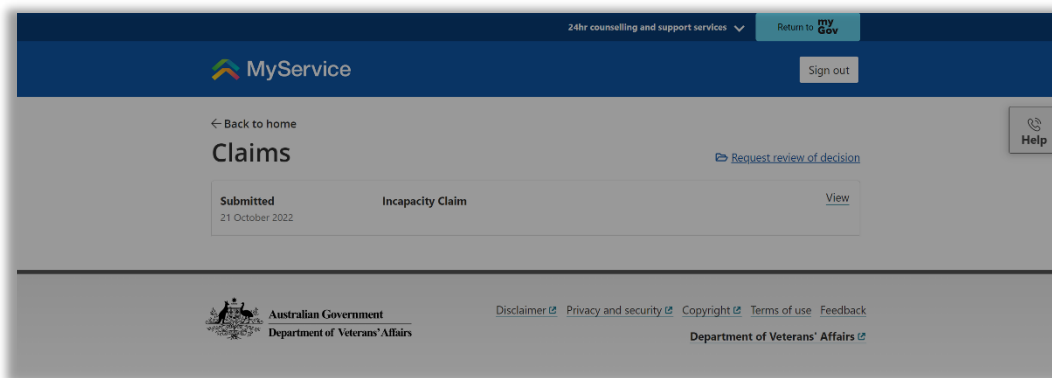 24hr counselling and support services
Return to myGov
MyService
Sign out
Back to home
Help
Claims
Request review of decision
Submitted Incapacity Claim View
21 October 2022
Australian Government
Department of Veterans' Affairs
Disclaimer Privacy and security Copyright Terms of use Feedback
Department of Veterans' Affairs